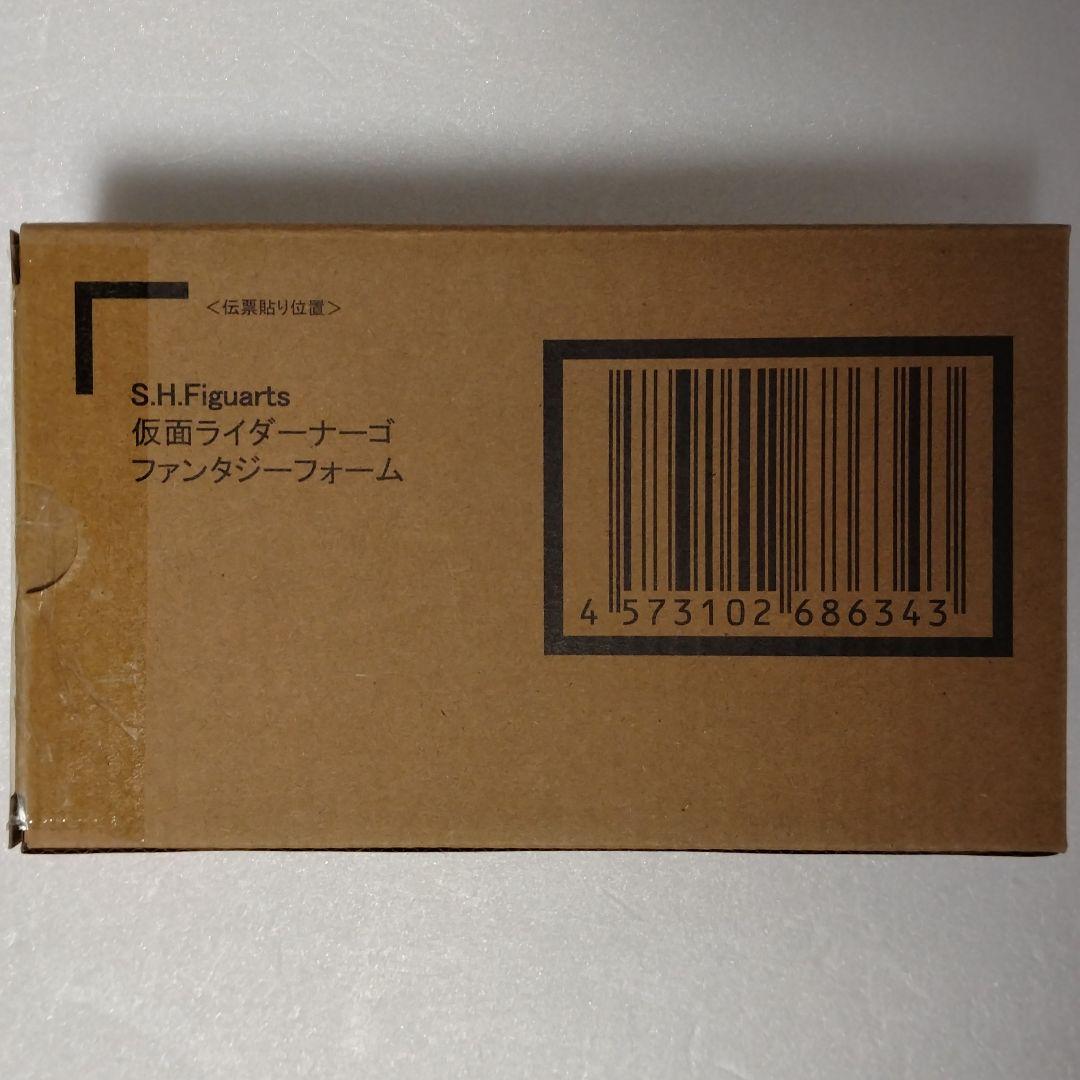 <伝票貼り位置>
S.H.Figuarts
仮面ライダーナーゴ
ファンタジーフォーム
4 573102 686343